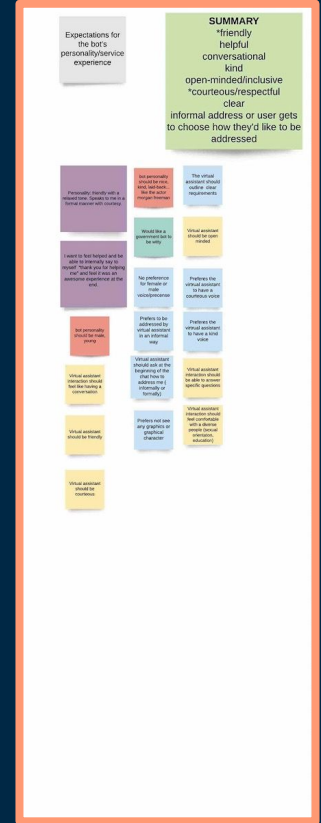 Expectations for
the bot's
personality/service
experience
SUMMARY
*friendly
helpful
conversational
kind
open-minded/inclusive
*courteous/respectful
clear
informal address or user gets
to choose how they'd like to be
addressed
Personality: friendly with a
relaxed tone. Speaks to me in a
formal manner with courtesy.
bot personality
should be nice,
kind, laid-back...
like the actor
morgan freeman
The virtual
assistant should
outline clear
requirements
Would like a
government bot to
be witty
Virtual assistant
should be open
minded
I want to feel helped and be
able to internally say to
myself "thank you for helping
me" and feel it was an
awesome experience at the
end.
No preference
for female or
male
voice/presense
Preferes the
virtual assistant
to have a
courteous voice
bot personality
should be male,
young
Prefers to be
addressed by
virtual assistant
in an informal
way
Preferes the
virtual assistant
to have a kind
voice
Virtual assistant
interaction should
feel like having a
conversation
Virtual assistant
should ask at the
beginning of the
chat how to
address me (
informally or
formally)
Virtual assistant
interaction should
be able to answer
specific questions
Virtual assistant
should be friendly
Prefers not see
any graphics or
graphical
character
Virtual assistant
interaction should
feel comfortable
with a diverse
people (sexual
orientation,
education)
Virtual assistant
should be
courteous